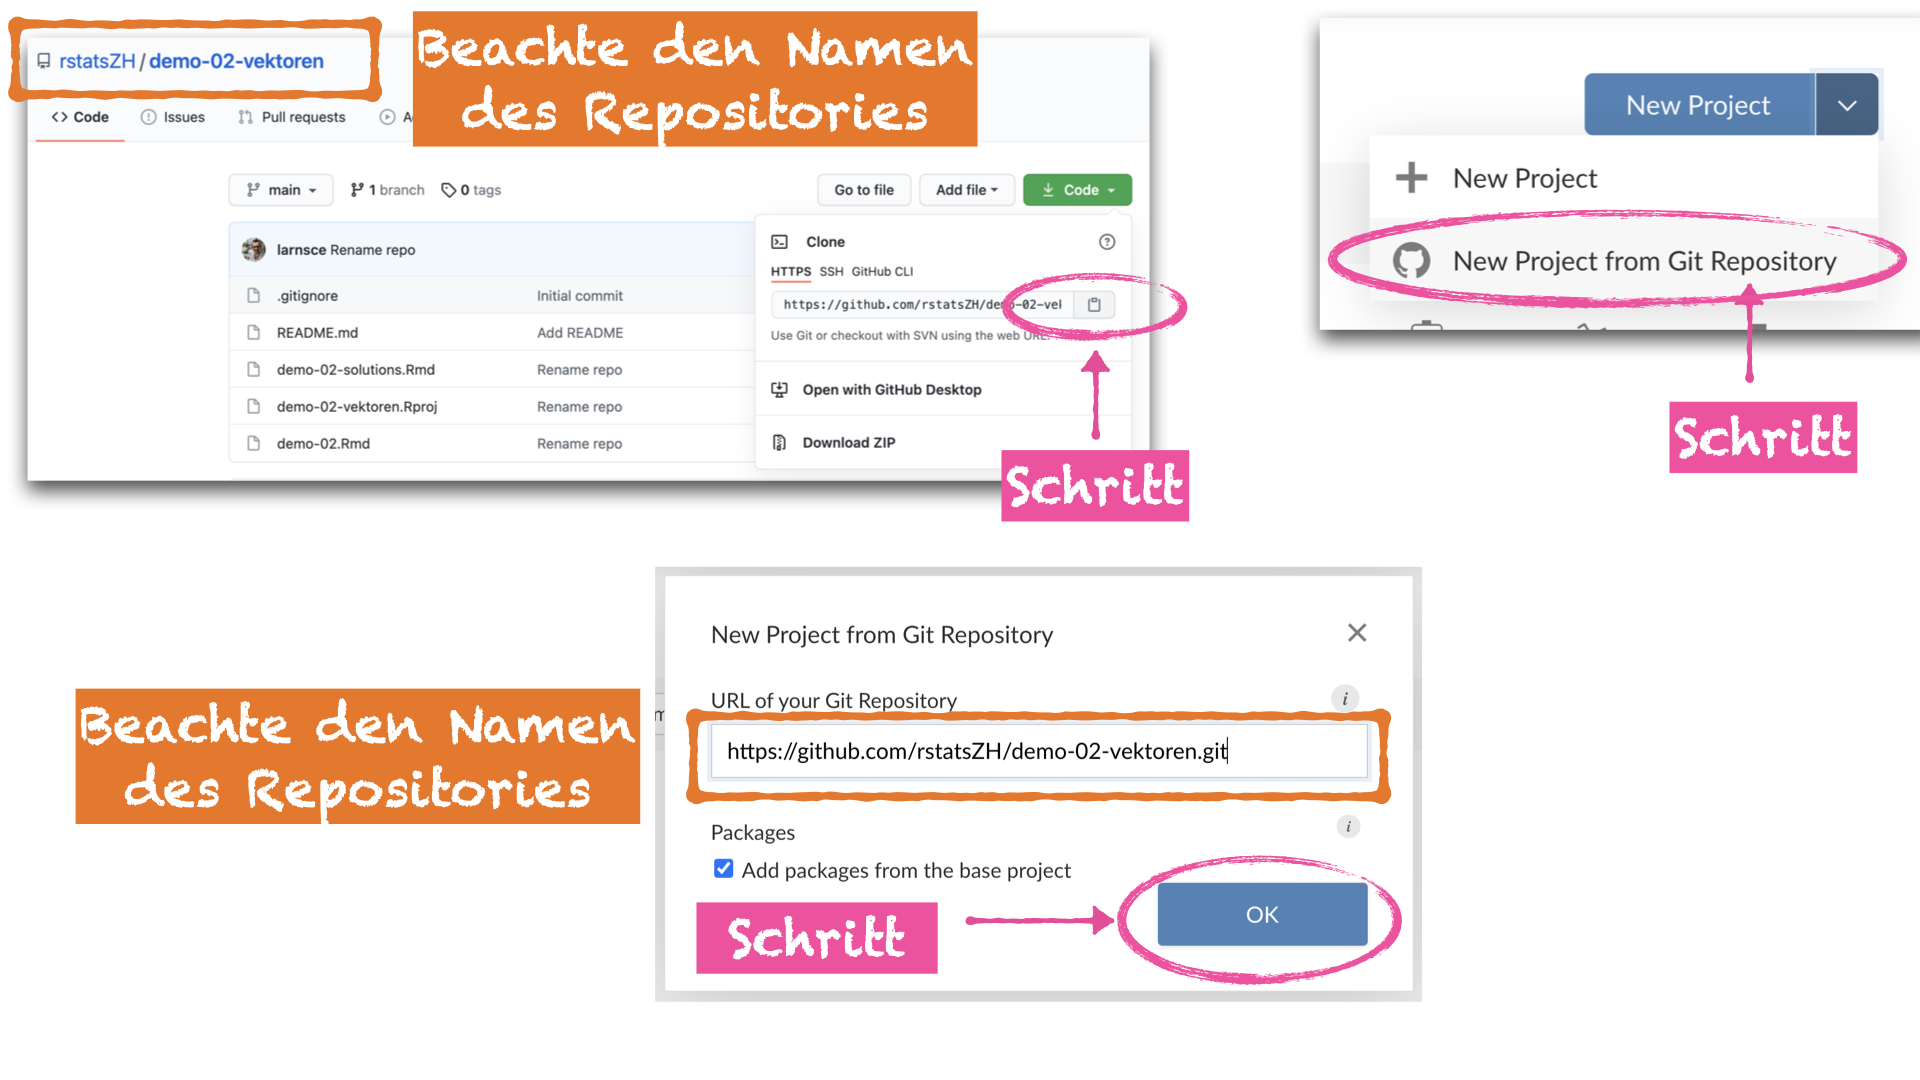 rstatsZH / demo-02-vektoren
Beachte den Namen
des Repositories
<> Code
Issues
Pull requests
main
1 branch
0 tags
Go to file
Add file
Code
larnsce Rename repo
.gitignore
Initial commit
README.md
Add README
demo-02-solutions.Rmd
Rename repo
demo-02-vektoren.Rproj
Rename repo
demo-02.Rmd
Rename repo
Clone
HTTPS SSH GitHub CLI
https://github.com/rstatsZH/demo-02-vek
Use Git or checkout with SVN using the web URL.
Open with GitHub Desktop
Download ZIP
Schritt
New Project
New Project
New Project from Git Repository
Schritt
Beachte den Namen
des Repositories
New Project from Git Repository
URL of your Git Repository
https://github.com/rstatsZH/demo-02-vektoren.git
Packages
Add packages from the base project
Schritt
OK